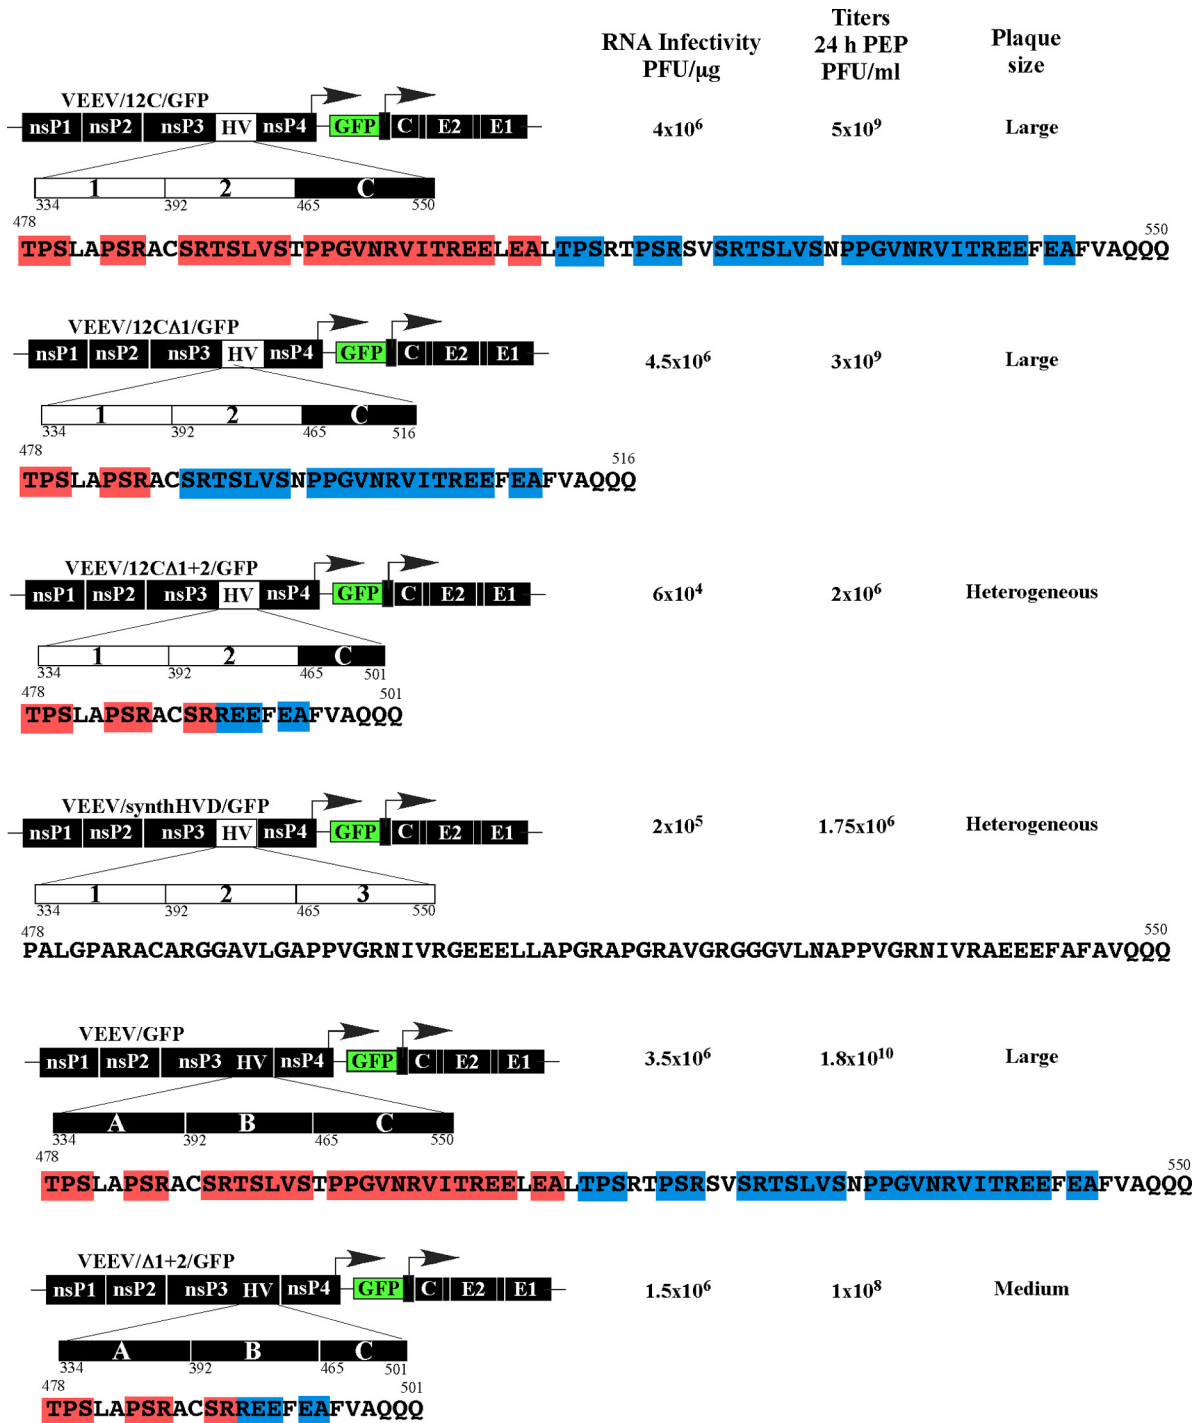 RNA Infectivity PFU/μg
Titers 24 h PEP PFU/ml
Plaque size
VEEV/12C/GFP
nsP1 nsP2 nsP3 HV nsP4 GFP C E2 E1
4x10⁶ 5x10⁹ Large
1 2 C
334 392 465 550
478 550
TPSLAPSRACSRTSLVSTPPGVNRVITREELEALTPSRTPSRSVSRTSLVSNPPGVNRVITREEFEAFVAQQQ
VEEV/12CΔ1/GFP
nsP1 nsP2 nsP3 HV nsP4 GFP C E2 E1
4.5x10⁶ 3x10⁹ Large
1 2 C
334 392 465 516
478 516
TPSLAPSRACSRTSLVSNPPGVNRVITREEFEAFVAQQQ
VEEV/12CΔ1+2/GFP
nsP1 nsP2 nsP3 HV nsP4 GFP C E2 E1
6x10⁴ 2x10⁶ Heterogeneous
1 2 C
334 392 465 501
478 501
TPSLAPSRACSRREEFEAFVAQQQ
VEEV/synthHVD/GFP
nsP1 nsP2 nsP3 HV nsP4 GFP C E2 E1
2x10⁵ 1.75x10⁶ Heterogeneous
1 2 3
334 392 465 550
478 550
PALGPARACARGGAVLGAPPVGRNIVRGEEELLAPGRAPGRAVGRGGGVLNAPPVGRNIVRAEEEFAFAVQQQ
VEEV/GFP
nsP1 nsP2 nsP3 HV nsP4 GFP C E2 E1
3.5x10⁶ 1.8x10¹⁰ Large
A B C
334 392 465 550
478 550
TPSLAPSRACSRTSLVSTPPGVNRVITREELEALTPSRTPSRSVSRTSLVSNPPGVNRVITREEFEAFVAQQQ
VEEV/Δ1+2/GFP
nsP1 nsP2 nsP3 HV nsP4 GFP C E2 E1
1.5x10⁶ 1x10⁸ Medium
A B C
334 392 465 501
478 501
TPSLAPSRACSRREEFEAFVAQQQ